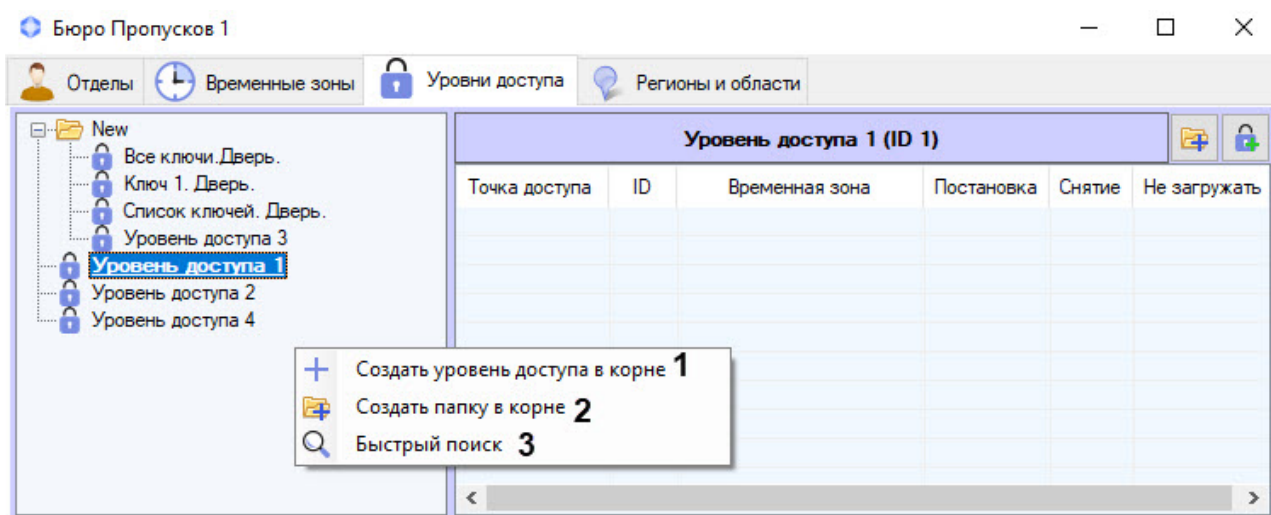 Бюро Пропусков 1
Отделы Временные зоны Уровни доступа Регионы и области
New
Все ключи.Дверь.
Ключ 1. Дверь.
Список ключей. Дверь.
Уровень доступа 3
Уровень доступа 1
Уровень доступа 2
Уровень доступа 4
Уровень доступа 1 (ID 1)
Точка доступа ID Временная зона Постановка Снятие Не загружать
Создать уровень доступа в корне 1
Создать папку в корне 2
Быстрый поиск 3